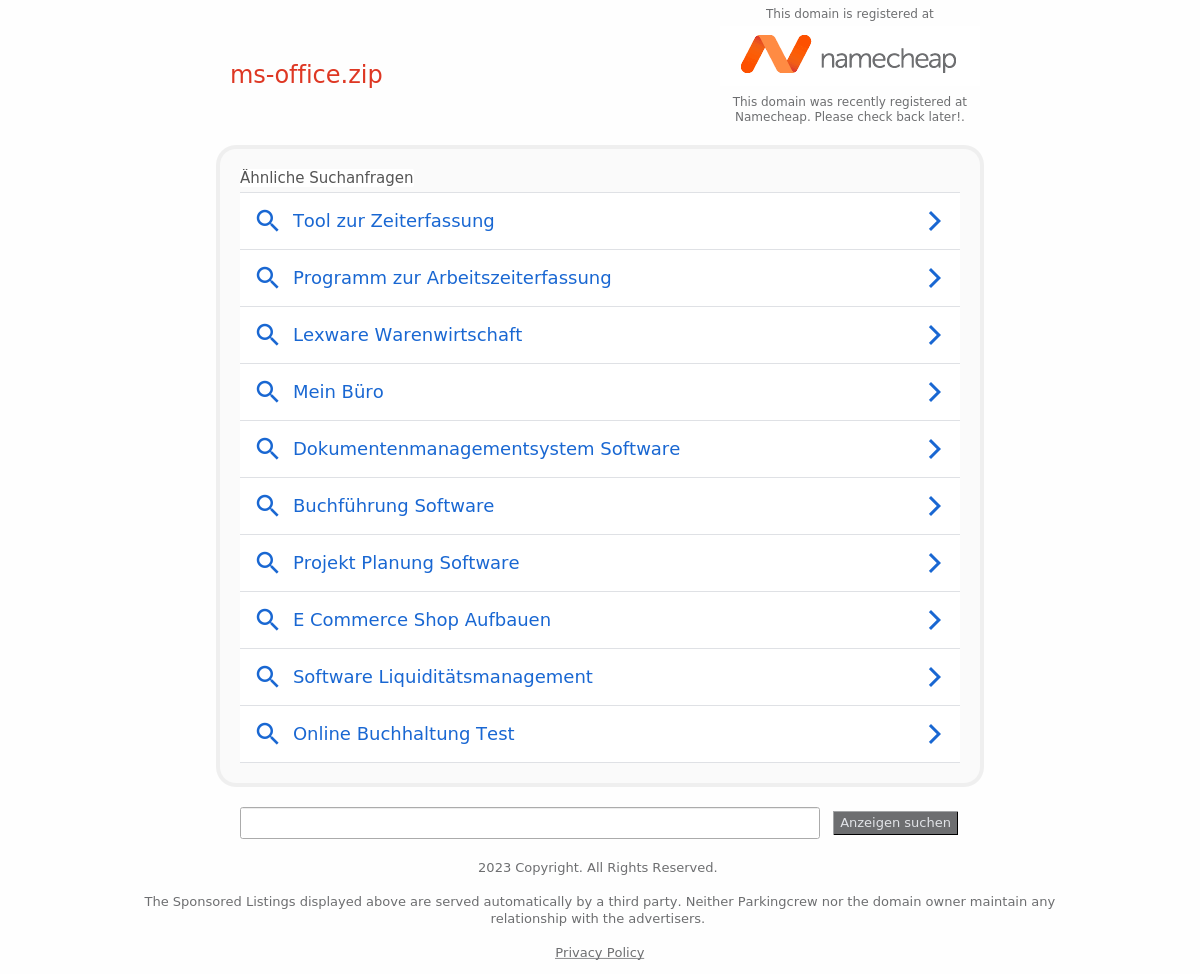 This domain is registered at
namecheap
ms-office.zip
This domain was recently registered at
Namecheap. Please check back later!.
Ähnliche Suchanfragen
Tool zur Zeiterfassung
Programm zur Arbeitszeiterfassung
Lexware Warenwirtschaft
Mein Büro
Dokumentenmanagementsystem Software
Buchführung Software
Projekt Planung Software
E Commerce Shop Aufbauen
Software Liquiditätsmanagement
Online Buchhaltung Test
Anzeigen suchen
2023 Copyright. All Rights Reserved.
The Sponsored Listings displayed above are served automatically by a third party. Neither Parkingcrew nor the domain owner maintain any
relationship with the advertisers.
Privacy Policy